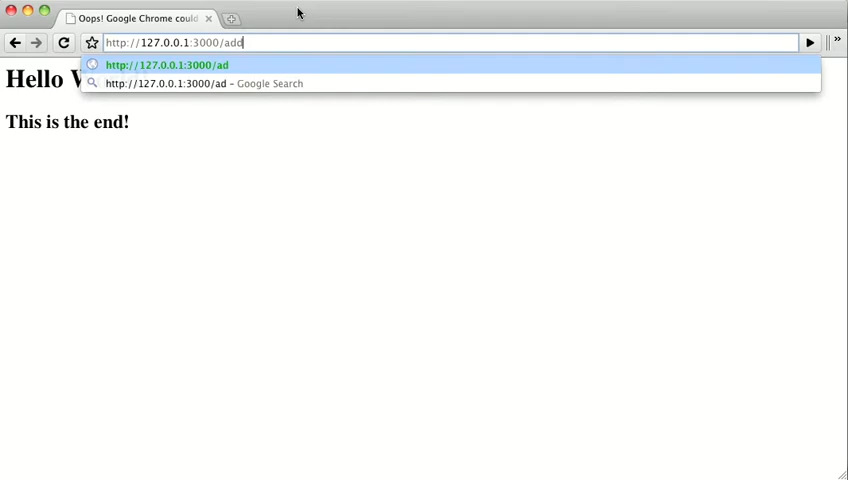 Oops! Google Chrome could
http://127.0.0.1:3000/add
http://127.0.0.1:3000/ad
http://127.0.0.1:3000/ad - Google Search
Hello
This is the end!